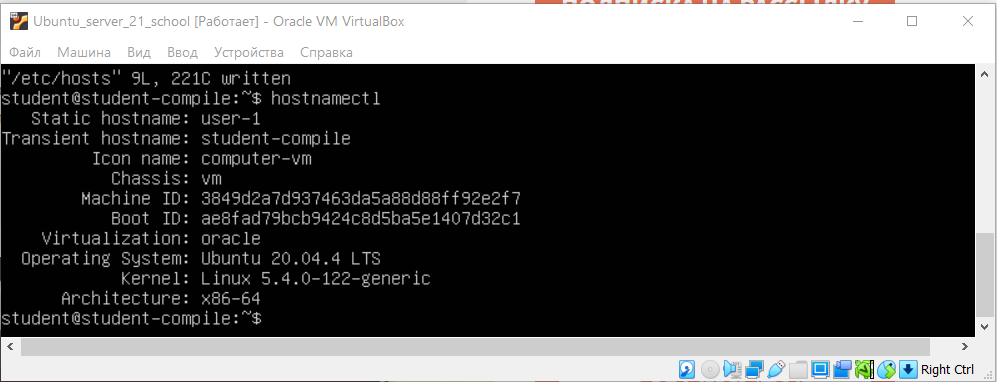 Ubuntu_server_21_school [Работает] - Oracle VM VirtualBox
Файл Машина Вид Ввод Устройства Справка
"/etc/hosts" 9L, 221C written
student@student-compile:~$ hostnamectl
Static hostname: user-1
Transient hostname: student-compile
Icon name: computer-vm
Chassis: vm
Machine ID: 3849d2a7d937463da5a88d88ff92e2f7
Boot ID: ae8fad79bcb9424c8d5ba5e1407d32c1
Virtualization: oracle
Operating System: Ubuntu 20.04.4 LTS
Kernel: Linux 5.4.0-122-generic
Architecture: x86-64
student@student-compile:~$
Right Ctrl